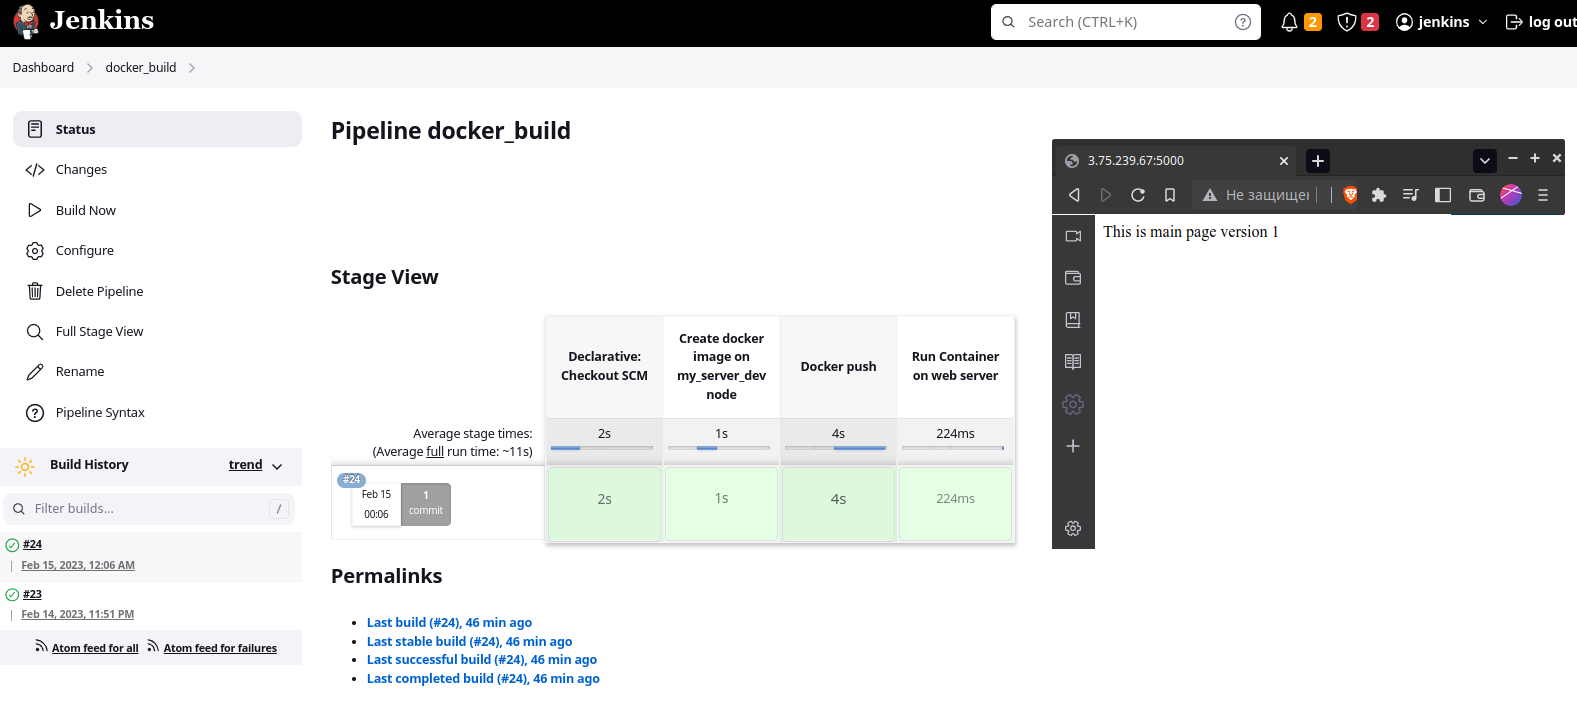 Jenkins
Search (CTRL+K)
?
2
2
jenkins
log out
Dashboard
docker_build
Status
Changes
Build Now
Configure
Delete Pipeline
Full Stage View
Rename
Pipeline Syntax
Build History
trend
Filter builds...
/
#24
Feb 15, 2023, 12:06 AM
#23
Feb 14, 2023, 11:51 PM
Atom feed for all
Atom feed for failures
Pipeline docker_build
Stage View
Declarative:
Checkout SCM
Create docker
image on
my_server_dev
node
Docker push
Run Container
on web server
Average stage times:
(Average full run time: ~11s)
2s
1s
4s
224ms
#24
Feb 15
00:06
1
commit
2s
1s
4s
224ms
Permalinks
Last build (#24), 46 min ago
Last stable build (#24), 46 min ago
Last successful build (#24), 46 min ago
Last completed build (#24), 46 min ago
3.75.239.67:5000
Не защищен
This is main page version 1